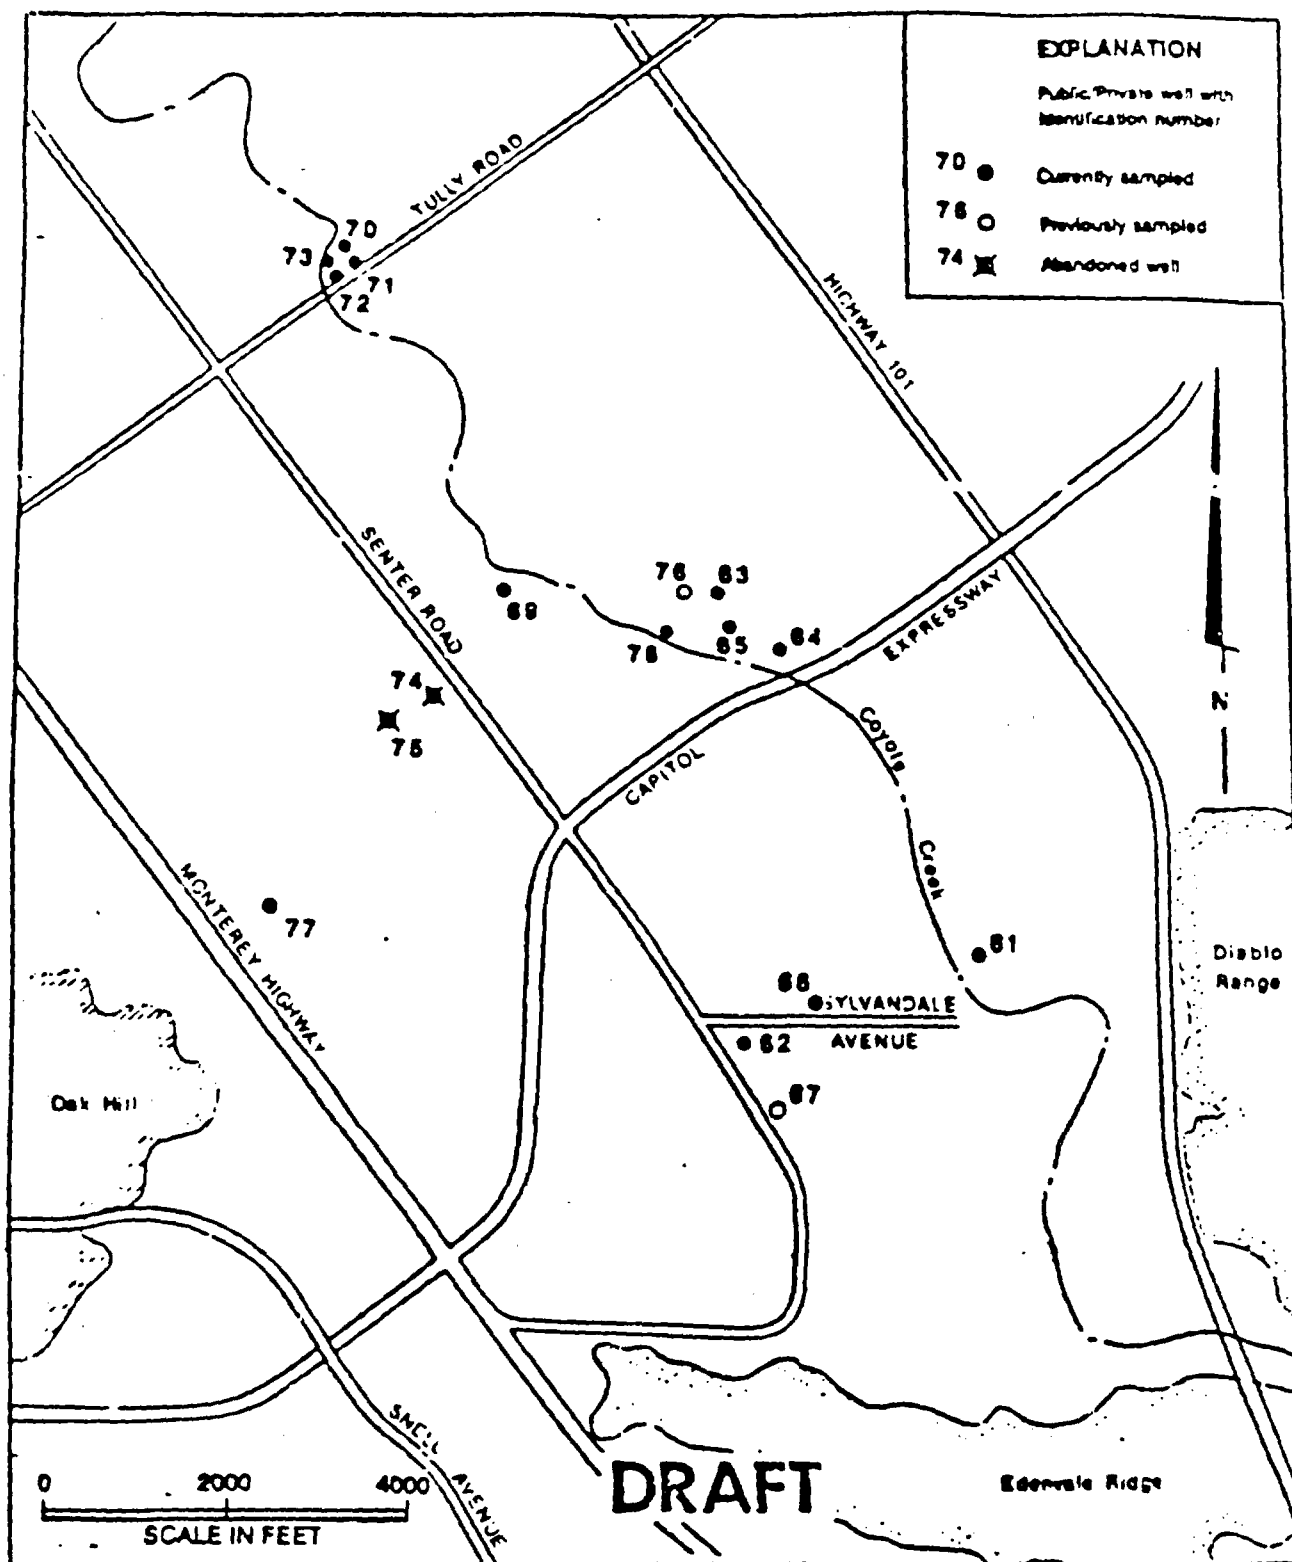 EXPLANATION
Public/Private well with
Identification number
70 Currently sampled
76 Previously sampled
74 Abandoned well
TULLY ROAD
70
73
71
72
HIGHWAY 101
SENTER ROAD
76
63
69
78
65
64
EXPRESSWAY
74
75
CAPITOL
Coyote
Creek
N
MONTEREY HIGHWAY
77
61
Diablo
Range
66
SYLVANDALE
AVENUE
62
67
Oak Hill
SNELL AVENUE
DRAFT
Edenvale Ridge
0 2000 4000
SCALE IN FEET